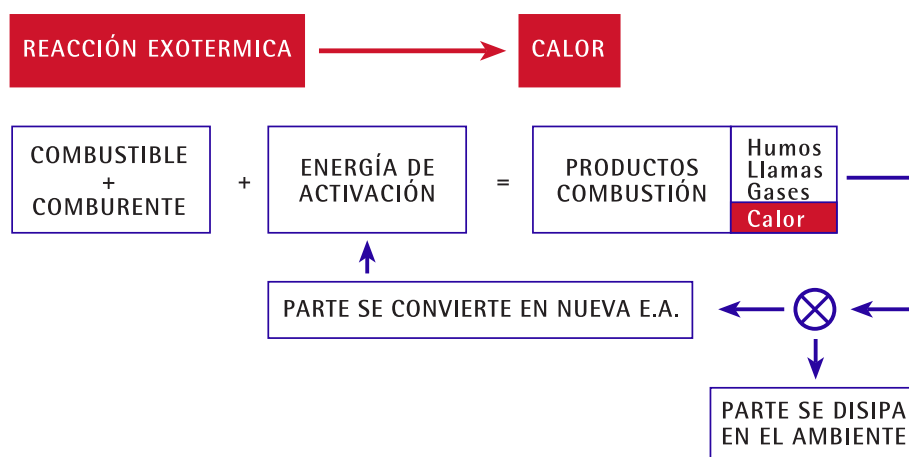 REACCIÓN EXOTERMICA
CALOR
COMBUSTIBLE
+
COMBURENTE
+
ENERGÍA DE
ACTIVACIÓN
=
PRODUCTOS
COMBUSTIÓN
Humos
Llamas
Gases
Calor
PARTE SE CONVIERTE EN NUEVA E.A.
PARTE SE DISIPA
EN EL AMBIENTE